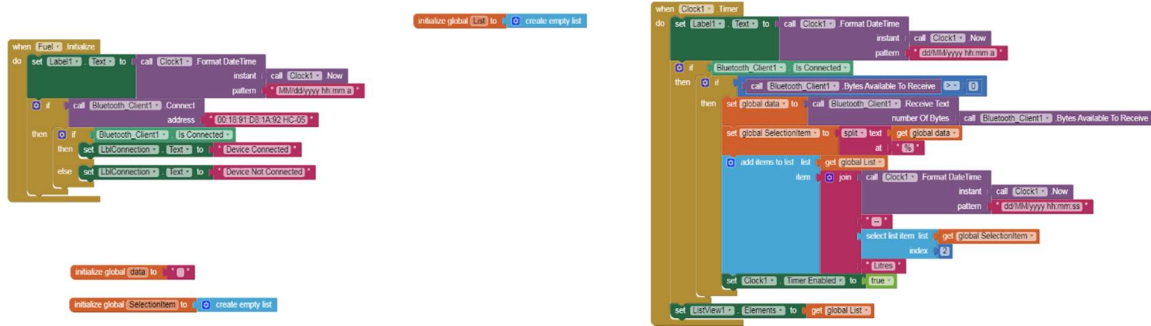 initialize global List to create empty list
when Fuel .Initialize
do set Label1 . Text to call Clock1 .Format DateTime
instant call Clock1 .Now
pattern " MM/dd/yyyy hh:mm a "
if call Bluetooth_Client1 .Connect
address " 00:18:91:D8:1A:92 HC-05 "
then if Bluetooth_Client1 . Is Connected
then set LblConnection . Text to " Device Connected "
else set LblConnection . Text to " Device Not Connected "
initialize global data to " "
initialize global SelectionItem to create empty list
when Clock1 .Timer
do set Label1 . Text to call Clock1 .Format DateTime
instant call Clock1 .Now
pattern " dd/MM/yyyy hh:mm a "
if Bluetooth_Client1 . Is Connected
then if call Bluetooth_Client1 .Bytes Available To Receive > 0
then set global data to call Bluetooth_Client1 .Receive Text
number Of Bytes call Bluetooth_Client1 .Bytes Available To Receive
set global SelectionItem to split text get global data
at " % "
add items to list list get global List
item join call Clock1 .Format DateTime
instant call Clock1 .Now
pattern " dd/MM/yyyy hh:mm:ss "
select list item list get global SelectionItem
index 2
" Litres "
set Clock1 . Timer Enabled to true
set ListView1 . Elements to get global List